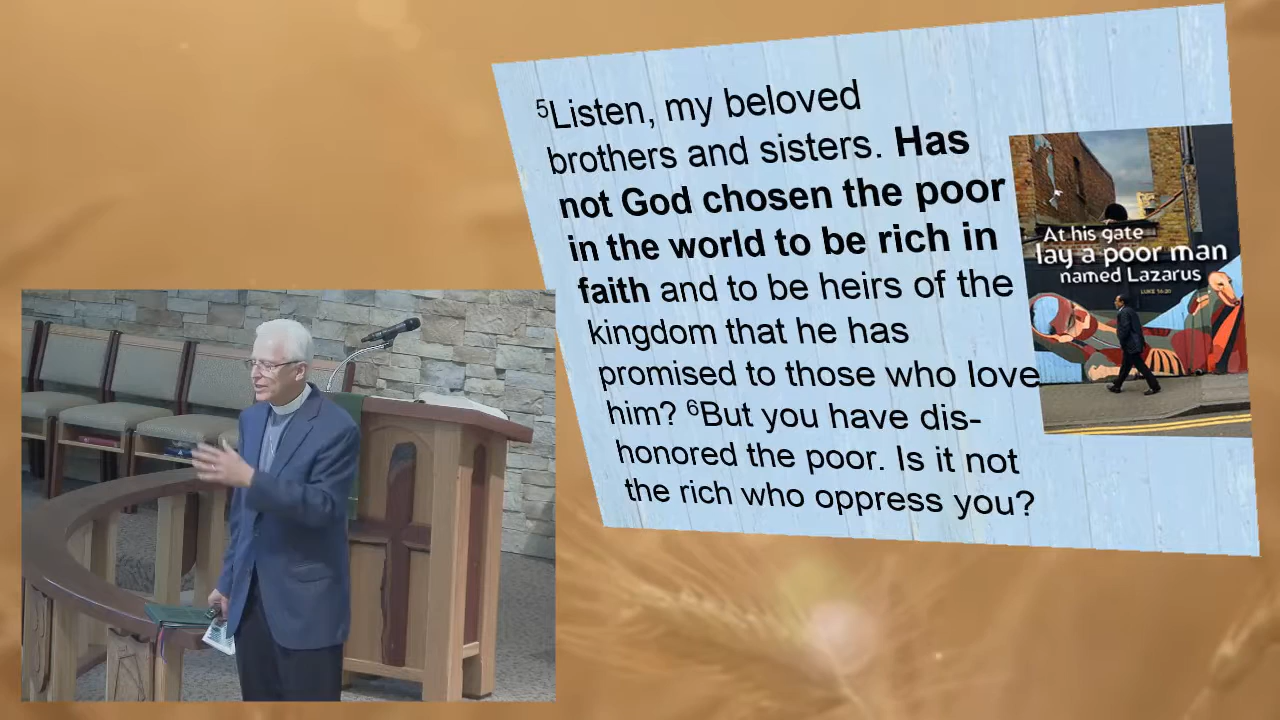 ⁵Listen, my beloved
brothers and sisters. Has
not God chosen the poor
in the world to be rich in
faith and to be heirs of the
kingdom that he has
promised to those who love
him? ⁶But you have dis-
honored the poor. Is it not
the rich who oppress you?
At his gate
lay a poor man
named Lazarus